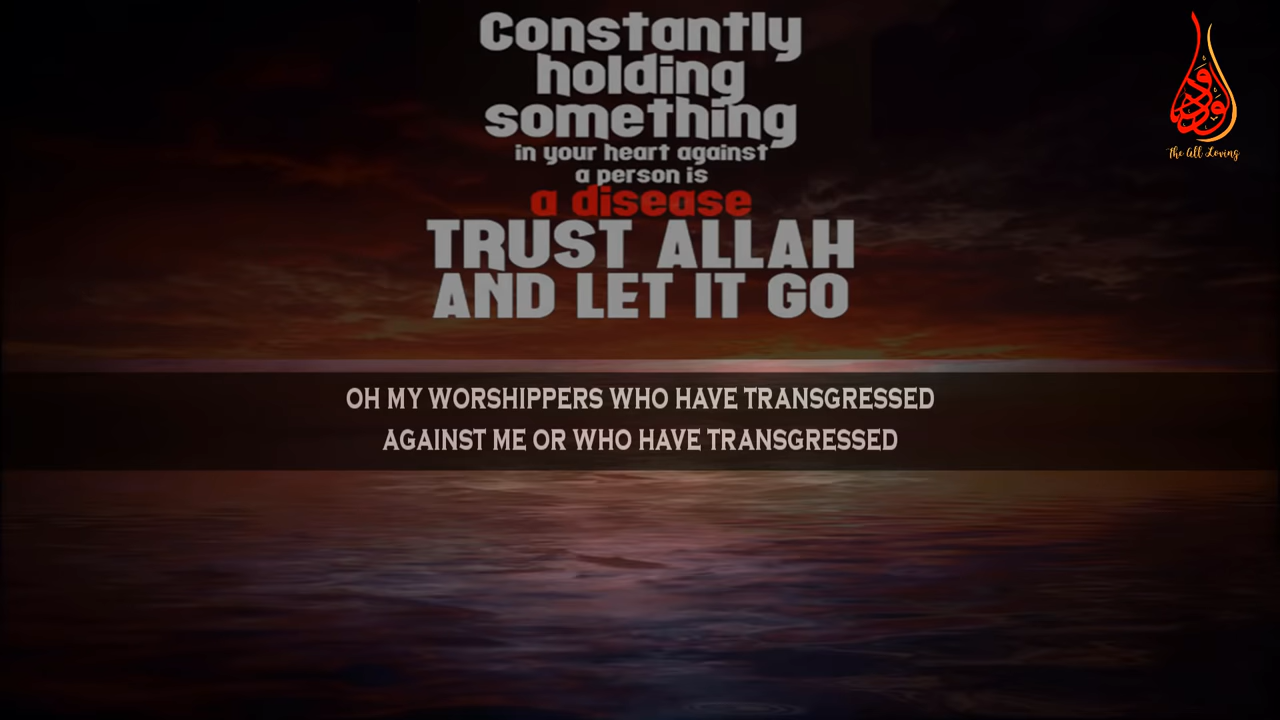 Constantly
holding
something
in your heart against
a person is
a disease
TRUST ALLAH
AND LET IT GO
The All Loving
OH MY WORSHIPPERS WHO HAVE TRANSGRESSED
AGAINST ME OR WHO HAVE TRANSGRESSED